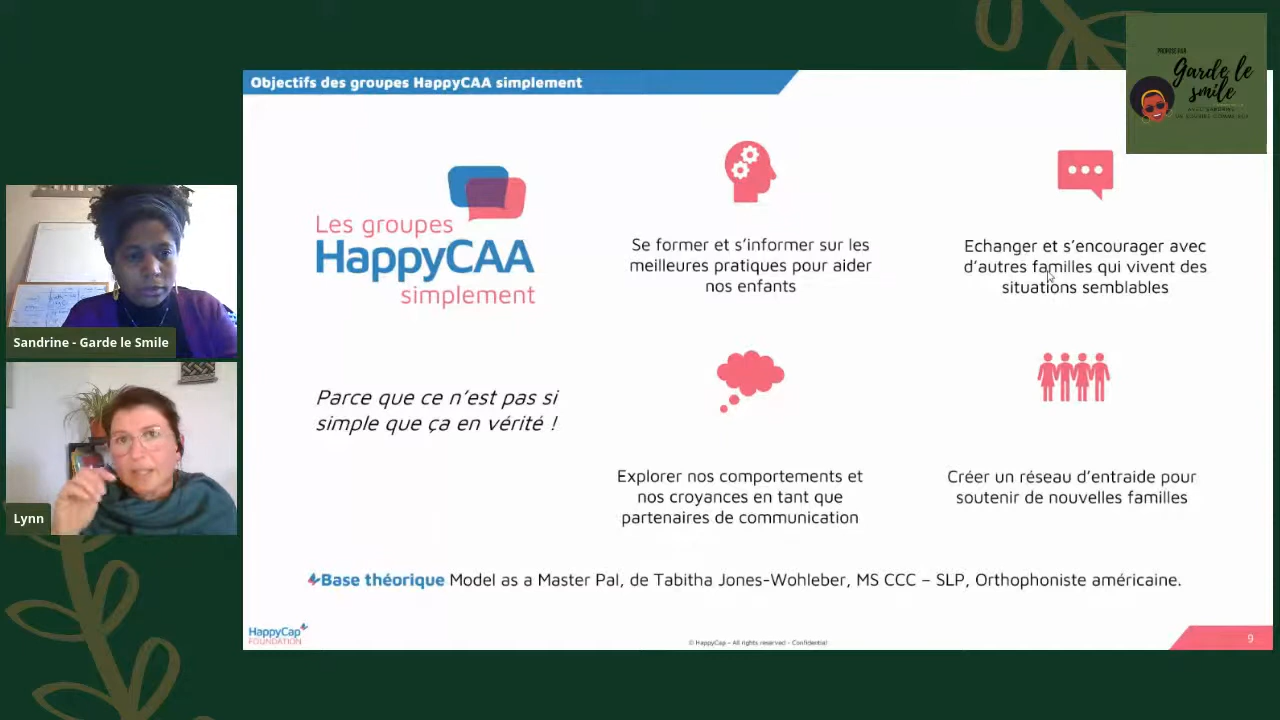 Objectifs des groupes HappyCAA simplement
PROPOSÉ PAR
Garde le
smile
Les groupes
HappyCAA
simplement
Parce que ce n’est pas si
simple que ça en vérité !
Se former et s’informer sur les
meilleures pratiques pour aider
nos enfants
Echanger et s’encourager avec
d’autres familles qui vivent des
situations semblables
Explorer nos comportements et
nos croyances en tant que
partenaires de communication
Créer un réseau d’entraide pour
soutenir de nouvelles familles
Base théorique Model as a Master Pal, de Tabitha Jones-Wohleber, MS CCC – SLP, Orthophoniste américaine.
HappyCap
FOUNDATION
© HappyCap – All rights reserved - Confidential
9
Sandrine - Garde le Smile
Lynn